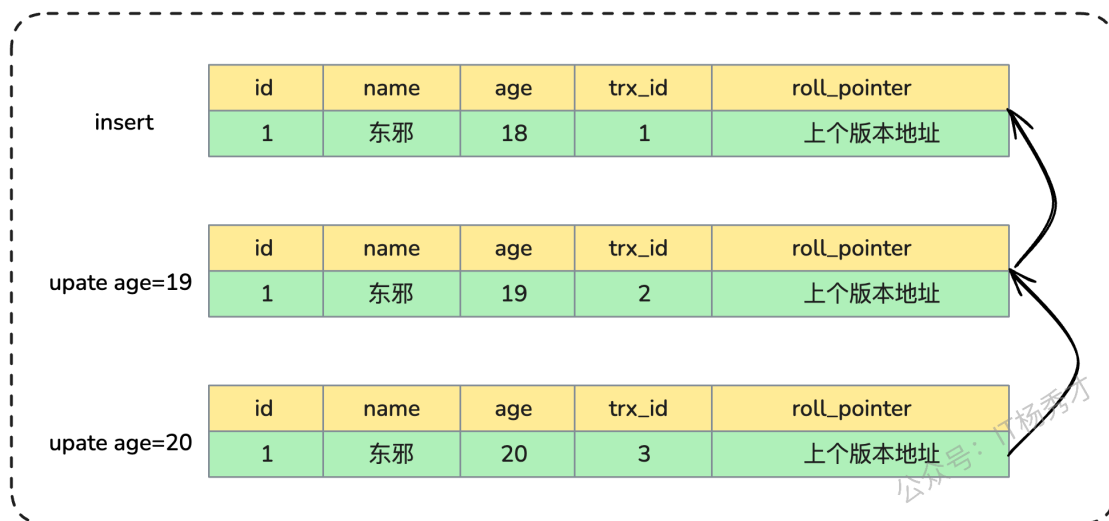 id name age trx_id roll_pointer
insert
1 东邪 18 1 上个版本地址
id name age trx_id roll_pointer
upate age=19
1 东邪 19 2 上个版本地址
id name age trx_id roll_pointer
upate age=20
1 东邪 20 3 上个版本地址
公众号：IT杨秀才